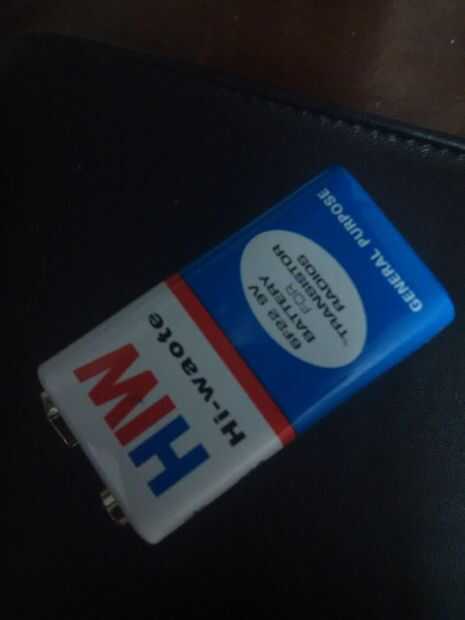 GENERAL PURPOSE
6F22 9V
BATTERY
FOR
"TRANSISTOR
RADIOS
Hi-waote
HIW